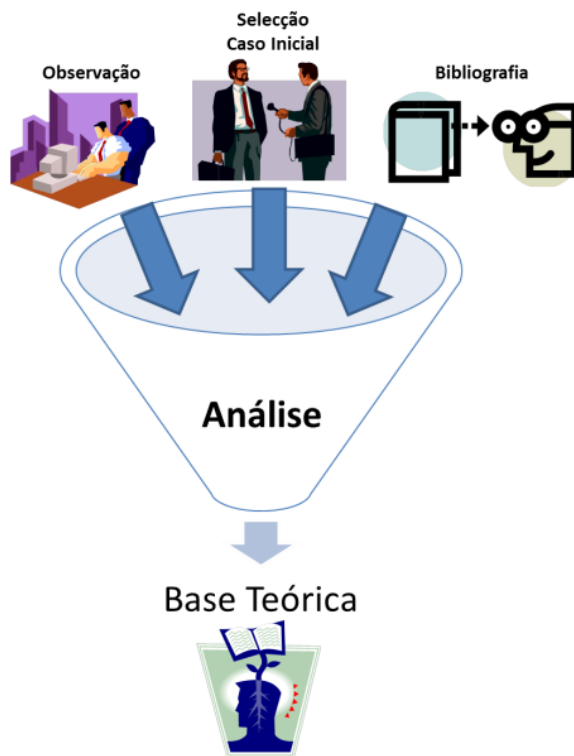 Selecção
Caso Inicial
Observação
Bibliografia
Análise
Base Teórica